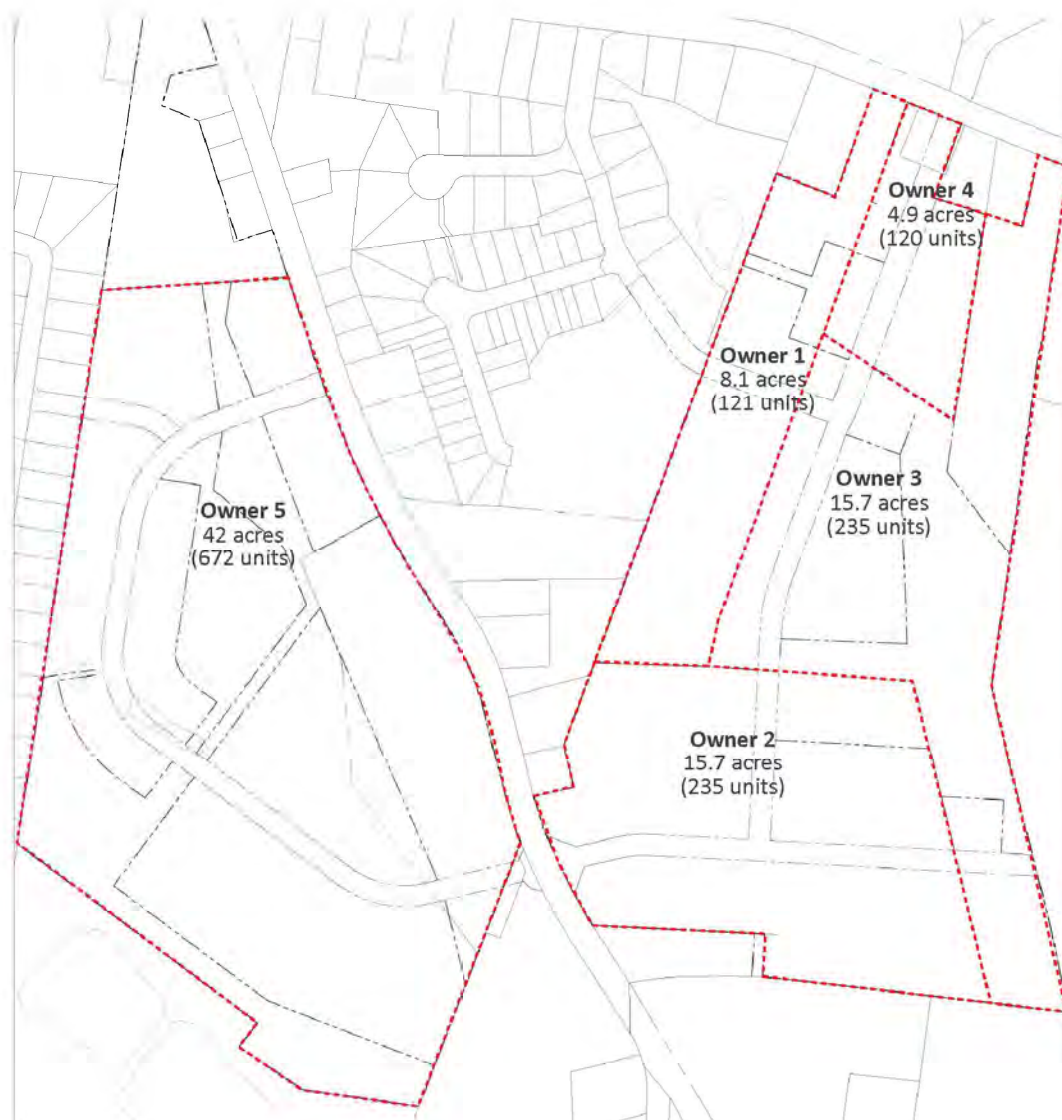 Owner 4
4.9 acres
(120 units)
Owner 1
8.1 acres
(121 units)
Owner 3
15.7 acres
(235 units)
Owner 5
42 acres
(672 units)
Owner 2
15.7 acres
(235 units)